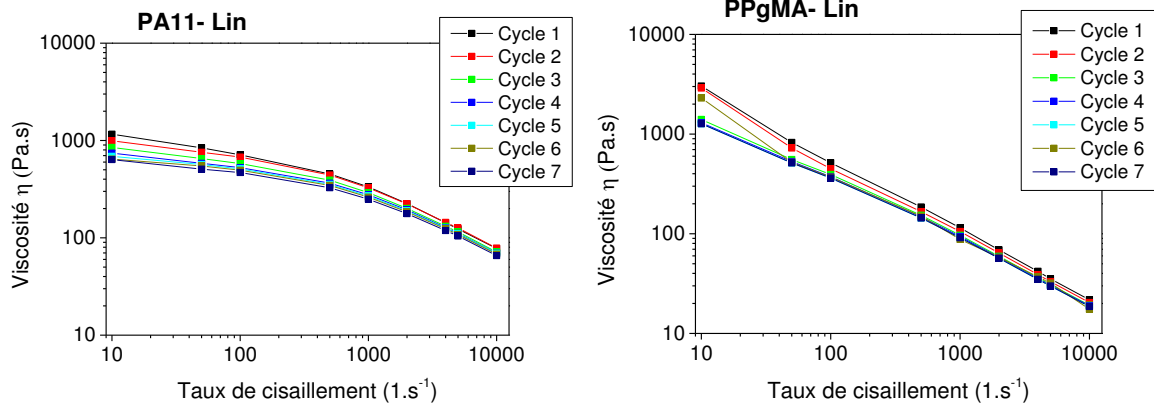 PA11- Lin
10000
1000
100
10
Viscosité η (Pa.s)
10
100
1000
10000
Taux de cisaillement (1.s⁻¹)
Cycle 1
Cycle 2
Cycle 3
Cycle 4
Cycle 5
Cycle 6
Cycle 7
PPgMA- Lin
10000
1000
100
10
Viscosité η (Pa.s)
10
100
1000
10000
Taux de cisaillement (1.s⁻¹)
Cycle 1
Cycle 2
Cycle 3
Cycle 4
Cycle 5
Cycle 6
Cycle 7